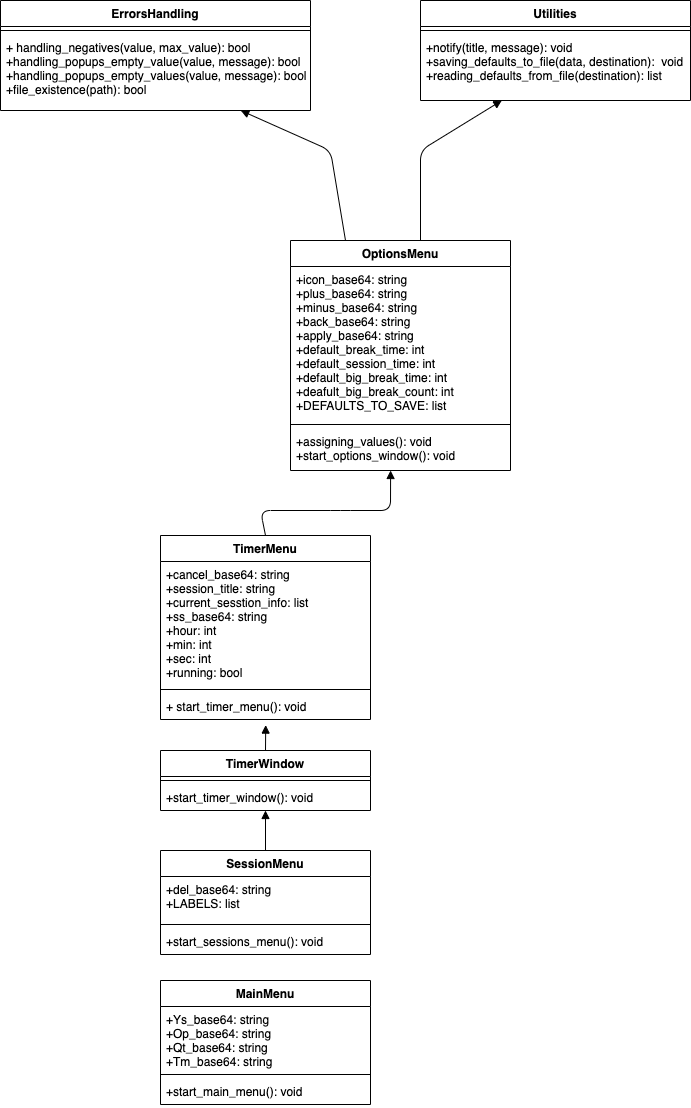 ErrorsHandling
+ handling_negatives(value, max_value): bool
+handling_popups_empty_value(value, message): bool
+handling_popups_empty_values(value, message): bool
+file_existence(path): bool
Utilities
+notify(title, message): void
+saving_defaults_to_file(data, destination):  void
+reading_defaults_from_file(destination): list
OptionsMenu
+icon_base64: string
+plus_base64: string
+minus_base64: string
+back_base64: string
+apply_base64: string
+default_break_time: int
+default_session_time: int
+default_big_break_time: int
+deafult_big_break_count: int
+DEFAULTS_TO_SAVE: list
+assigning_values(): void
+start_options_window(): void
TimerMenu
+cancel_base64: string
+session_title: string
+current_sesstion_info: list
+ss_base64: string
+hour: int
+min: int
+sec: int
+running: bool
+ start_timer_menu(): void
TimerWindow
+start_timer_window(): void
SessionMenu
+del_base64: string
+LABELS: list
+start_sessions_menu(): void
MainMenu
+Ys_base64: string
+Op_base64: string
+Qt_base64: string
+Tm_base64: string
+start_main_menu(): void